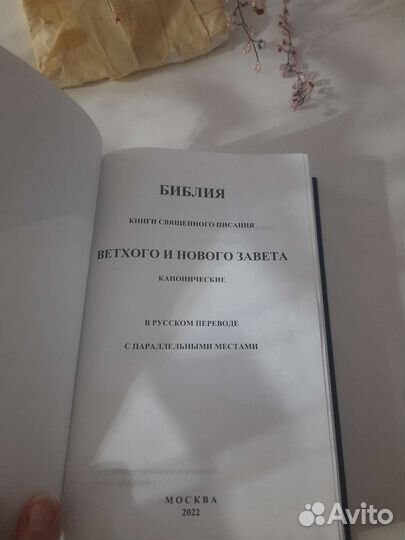 БИБЛИЯ
КНИГИ СВЯЩЕННОГО ПИСАНИЯ
ВЕТХОГО И НОВОГО ЗАВЕТА
КАНОНИЧЕСКИЕ
В РУССКОМ ПЕРЕВОДЕ
С ПАРАЛЛЕЛЬНЫМИ МЕСТАМИ
МОСКВА
2022
Avito